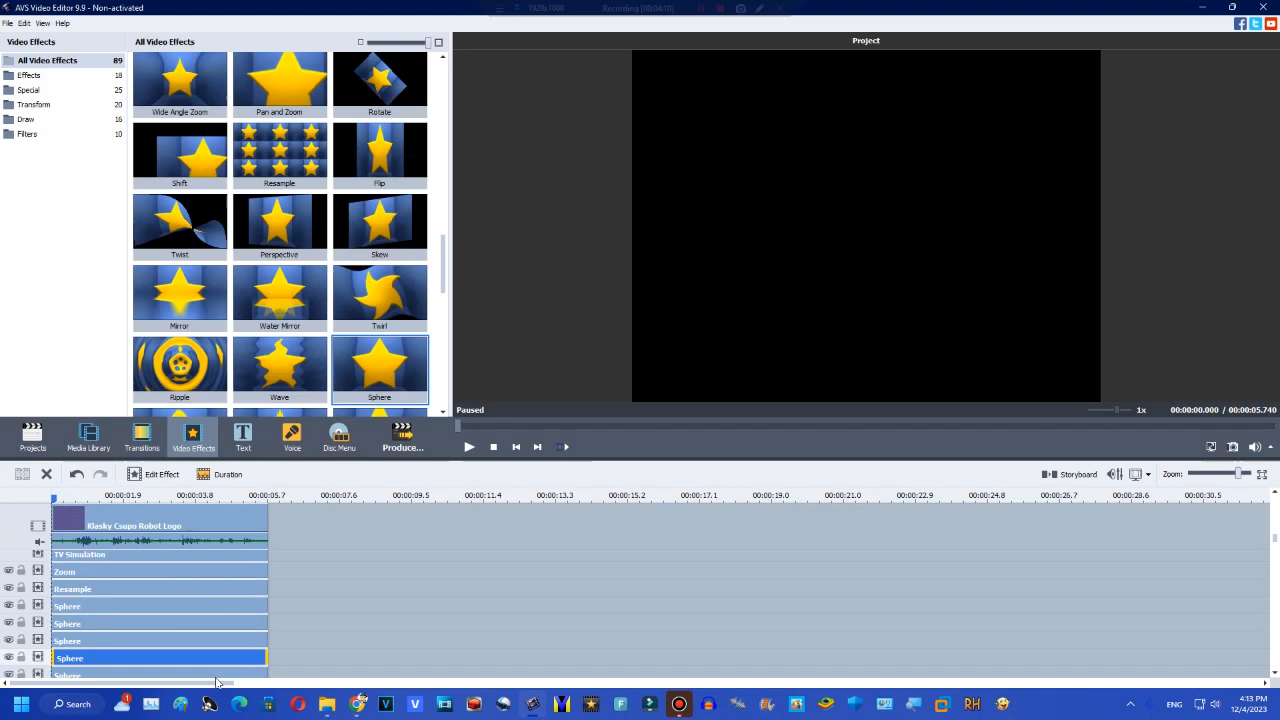 AVS Video Editor 9.9 - Non-activated
1920x1080
Recording [00:04:10]
File Edit View Help
Video Effects
All Video Effects
Project
All Video Effects 89
Effects 18
Special 25
Transform 20
Draw 16
Filters 10
Wide Angle Zoom
Pan and Zoom
Rotate
Shift
Resample
Flip
Twist
Perspective
Skew
Mirror
Water Mirror
Twirl
Ripple
Wave
Sphere
Paused
1x
00:00:00.000 / 00:00:05.740
Projects
Media Library
Transitions
Video Effects
Text
Voice
Disc Menu
Produce...
Edit Effect
Duration
Storyboard
Zoom:
00:00:01.9 00:00:03.8 00:00:05.7 00:00:07.6 00:00:09.5 00:00:11.4 00:00:13.3 00:00:15.2 00:00:17.1 00:00:19.0 00:00:21.0 00:00:22.9 00:00:24.8 00:00:26.7 00:00:28.6 00:00:30.5
Klasky Csupo Robot Logo
TV Simulation
Zoom
Resample
Sphere
Sphere
Sphere
Sphere
Sphere
Search
1
ENG
4:13 PM
12/4/2023